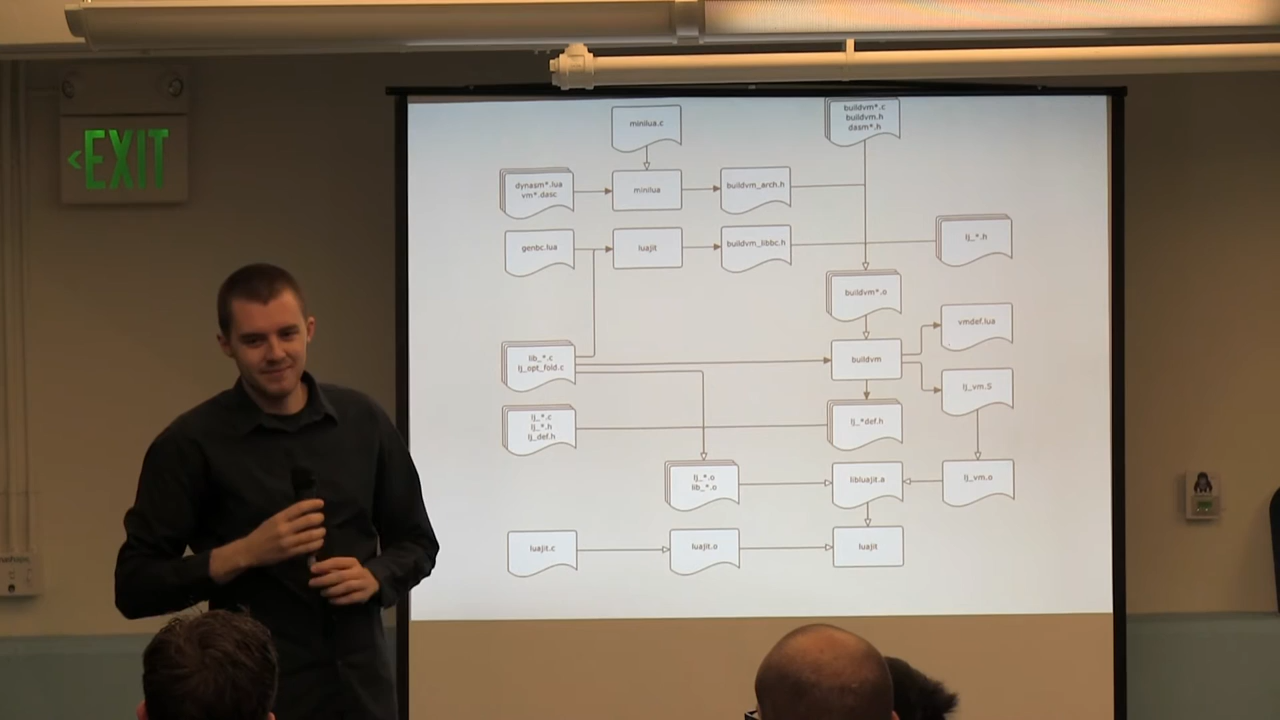 <EXIT
minilua.c
buildvm*.c
buildvm.h
dasm*.h
dynasm*.lua
vm*.dasc
minilua
buildvm_arch.h
genbc.lua
luajit
buildvm_libbc.h
lj_*.h
buildvm*.o
vmdef.lua
lib_*.c
lj_opt_fold.c
buildvm
lj_vm.S
lj_*.c
lj_*.h
lj_def.h
lj_*def.h
lj_*.o
lib_*.o
libluajit.a
lj_vm.o
luajit.c
luajit.o
luajit